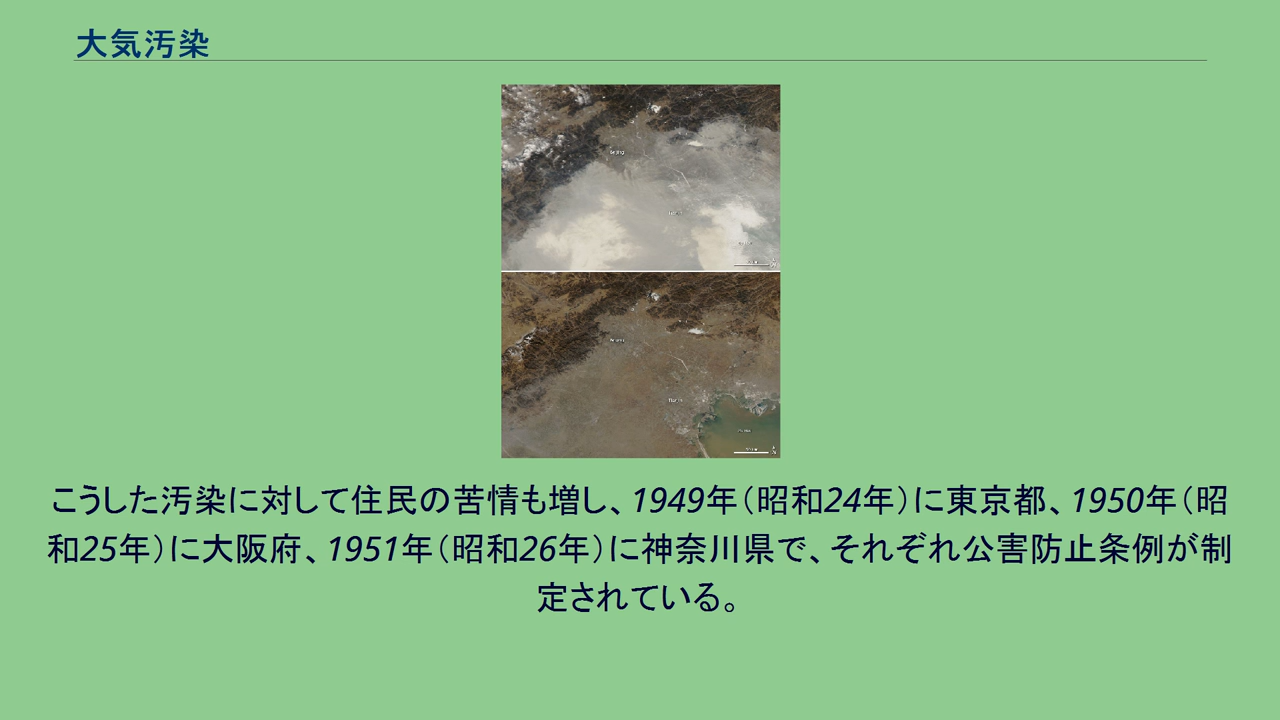 大気汚染
Beijing
こうした汚染に対して住民の苦情も増し、1949年（昭和24年）に東京都、1950年（昭
和25年）に大阪府、1951年（昭和26年）に神奈川県で、それぞれ公害防止条例が制
定されている。